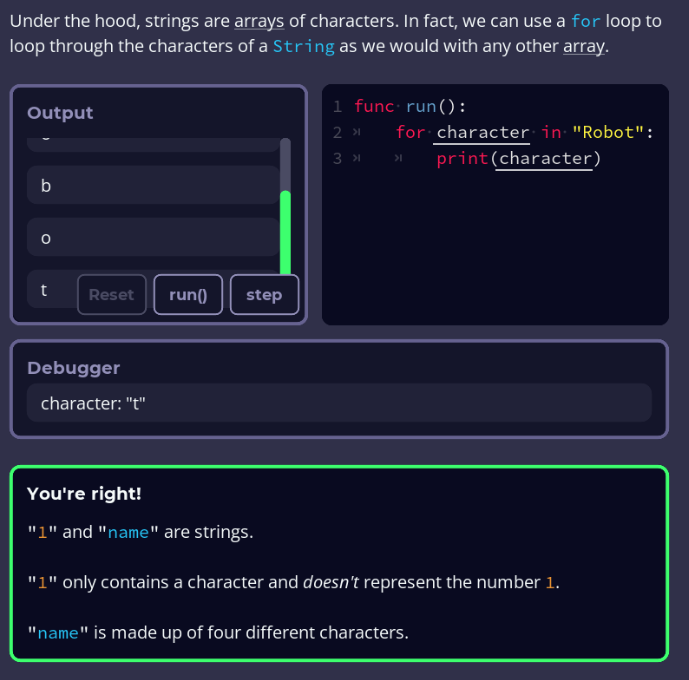 Under the hood, strings are arrays of characters. In fact, we can use a for loop to
loop through the characters of a String as we would with any other array.
Output
b
o
t
Reset
run()
step
1 func run():
2 for character in "Robot":
3 print(character)
Debugger
character: "t"
You're right!
"1" and "name" are strings.
"1" only contains a character and doesn't represent the number 1.
"name" is made up of four different characters.